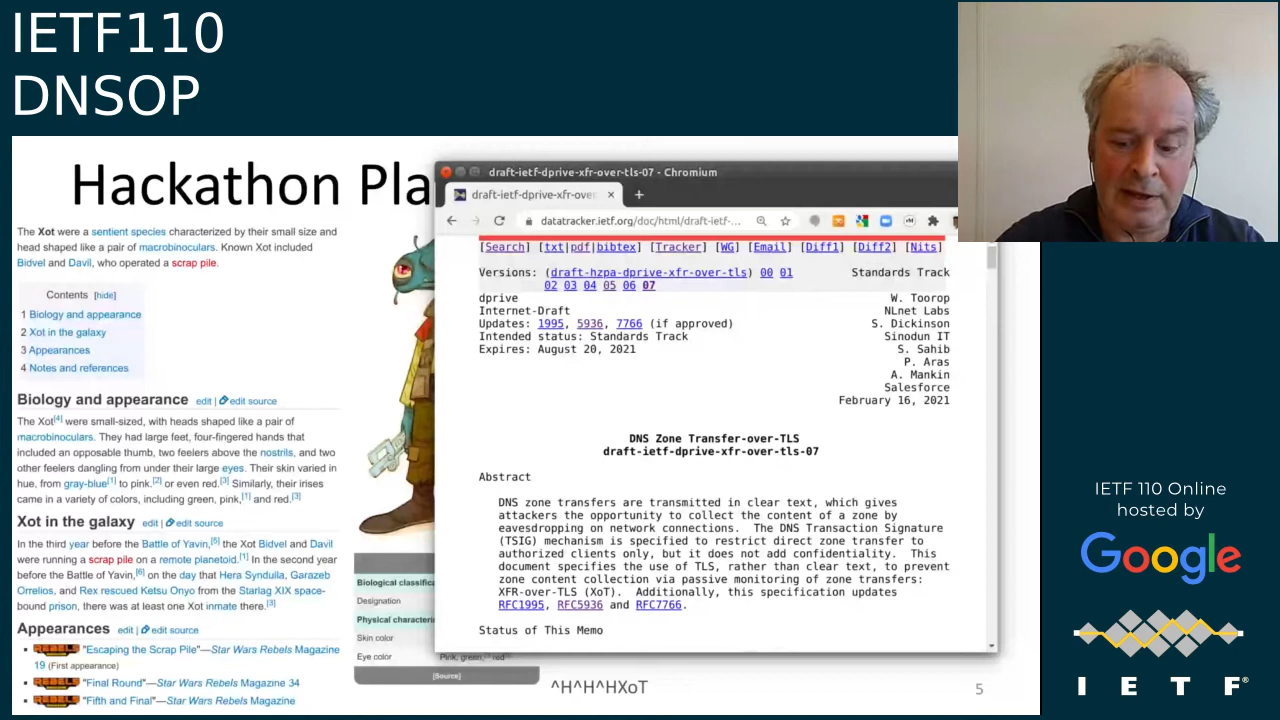 IETF110
DNSOP
Hackathon Pla
The Xot were a sentient species characterized by their small size and
head shaped like a pair of macrobinoculars. Known Xot included
Bidvel and Davil, who operated a scrap pile.
Contents [hide]
1 Biology and appearance
2 Xot in the galaxy
3 Appearances
4 Notes and references
Biology and appearance edit | edit source
The Xot[4] were small-sized, with heads shaped like a pair of
macrobinoculars. They had large feet, four-fingered hands that
included an opposable thumb, two feelers above the nostrils, and two
other feelers dangling from under their large eyes. Their skin varied in
hue, from gray-blue[1] to pink,[2] or even red.[3] Similarly, their irises
came in a variety of colors, including green, pink,[1] and red.[3]
Xot in the galaxy edit | edit source
In the third year before the Battle of Yavin,[5] the Xot Bidvel and Davil
were running a scrap pile on a remote planetoid.[1] In the second year
before the Battle of Yavin,[6] on the day that Hera Syndulla, Garazeb
Orrelios, and Rex rescued Ketsu Onyo from the Starlag XIX space-
bound prison, there was at least one Xot inmate there.[3]
Appearances edit | edit source
REBELS "Escaping the Scrap Pile"—Star Wars Rebels Magazine
19 (First appearance)
REBELS "Final Round"—Star Wars Rebels Magazine 34
REBELS "Fifth and Final"—Star Wars Rebels Magazine
Biological classifica
Designation
Physical characteri
Skin color
Eye color
Pink, green, red
[Source]
^H^H^HXoT
5
draft-ietf-dprive-xfr-over-tls-07 - Chromium
draft-ietf-dprive-xfr-over
datatracker.ietf.org/doc/html/draft-ietf-...
[Search] [txt|pdf|bibtex] [Tracker] [WG] [Email] [Diff1] [Diff2] [Nits]
Versions: (draft-hzpa-dprive-xfr-over-tls) 00 01 Standards Track
02 03 04 05 06 07
dprive W. Toorop
Internet-Draft NLnet Labs
Updates: 1995, 5936, 7766 (if approved) S. Dickinson
Intended status: Standards Track Sinodun IT
Expires: August 20, 2021 S. Sahib
P. Aras
A. Mankin
Salesforce
February 16, 2021
DNS Zone Transfer-over-TLS
draft-ietf-dprive-xfr-over-tls-07
Abstract
DNS zone transfers are transmitted in clear text, which gives
attackers the opportunity to collect the content of a zone by
eavesdropping on network connections. The DNS Transaction Signature
(TSIG) mechanism is specified to restrict direct zone transfer to
authorized clients only, but it does not add confidentiality. This
document specifies the use of TLS, rather than clear text, to prevent
zone content collection via passive monitoring of zone transfers:
XFR-over-TLS (XoT). Additionally, this specification updates
RFC1995, RFC5936 and RFC7766.
Status of This Memo
IETF 110 Online
hosted by
Google
I E T F®